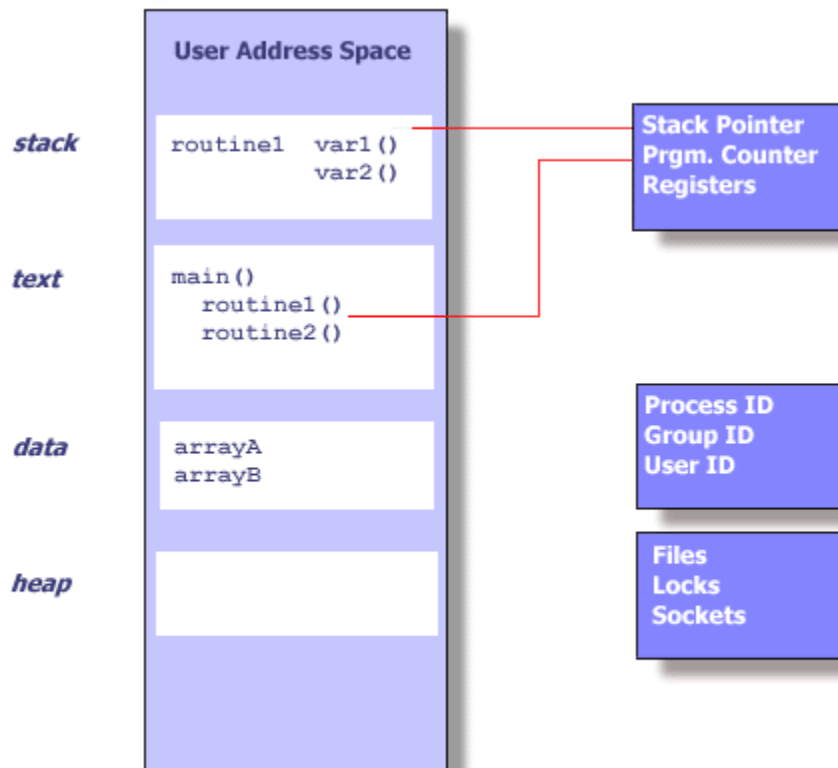 User Address Space
stack
routine1 var1()
var2()
text
main()
routine1()
routine2()
data
arrayA
arrayB
heap
Stack Pointer
Prgm. Counter
Registers
Process ID
Group ID
User ID
Files
Locks
Sockets